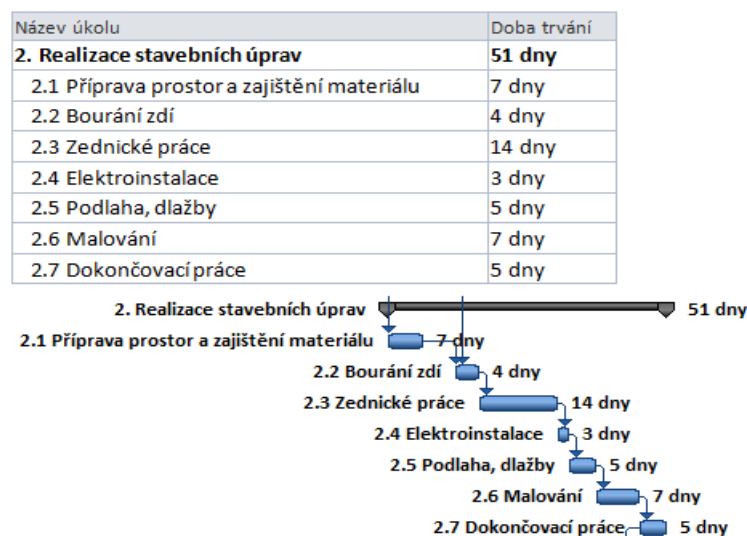 Název úkolu Doba trvání
2. Realizace stavebních úprav 51 dny
2.1 Příprava prostor a zajištění materiálu 7 dny
2.2 Bourání zdí 4 dny
2.3 Zednické práce 14 dny
2.4 Elektroinstalace 3 dny
2.5 Podlaha, dlažby 5 dny
2.6 Malování 7 dny
2.7 Dokončovací práce 5 dny
2. Realizace stavebních úprav 51 dny
2.1 Příprava prostor a zajištění materiálu 7 dny
2.2 Bourání zdí 4 dny
2.3 Zednické práce 14 dny
2.4 Elektroinstalace 3 dny
2.5 Podlaha, dlažby 5 dny
2.6 Malování 7 dny
2.7 Dokončovací práce 5 dny